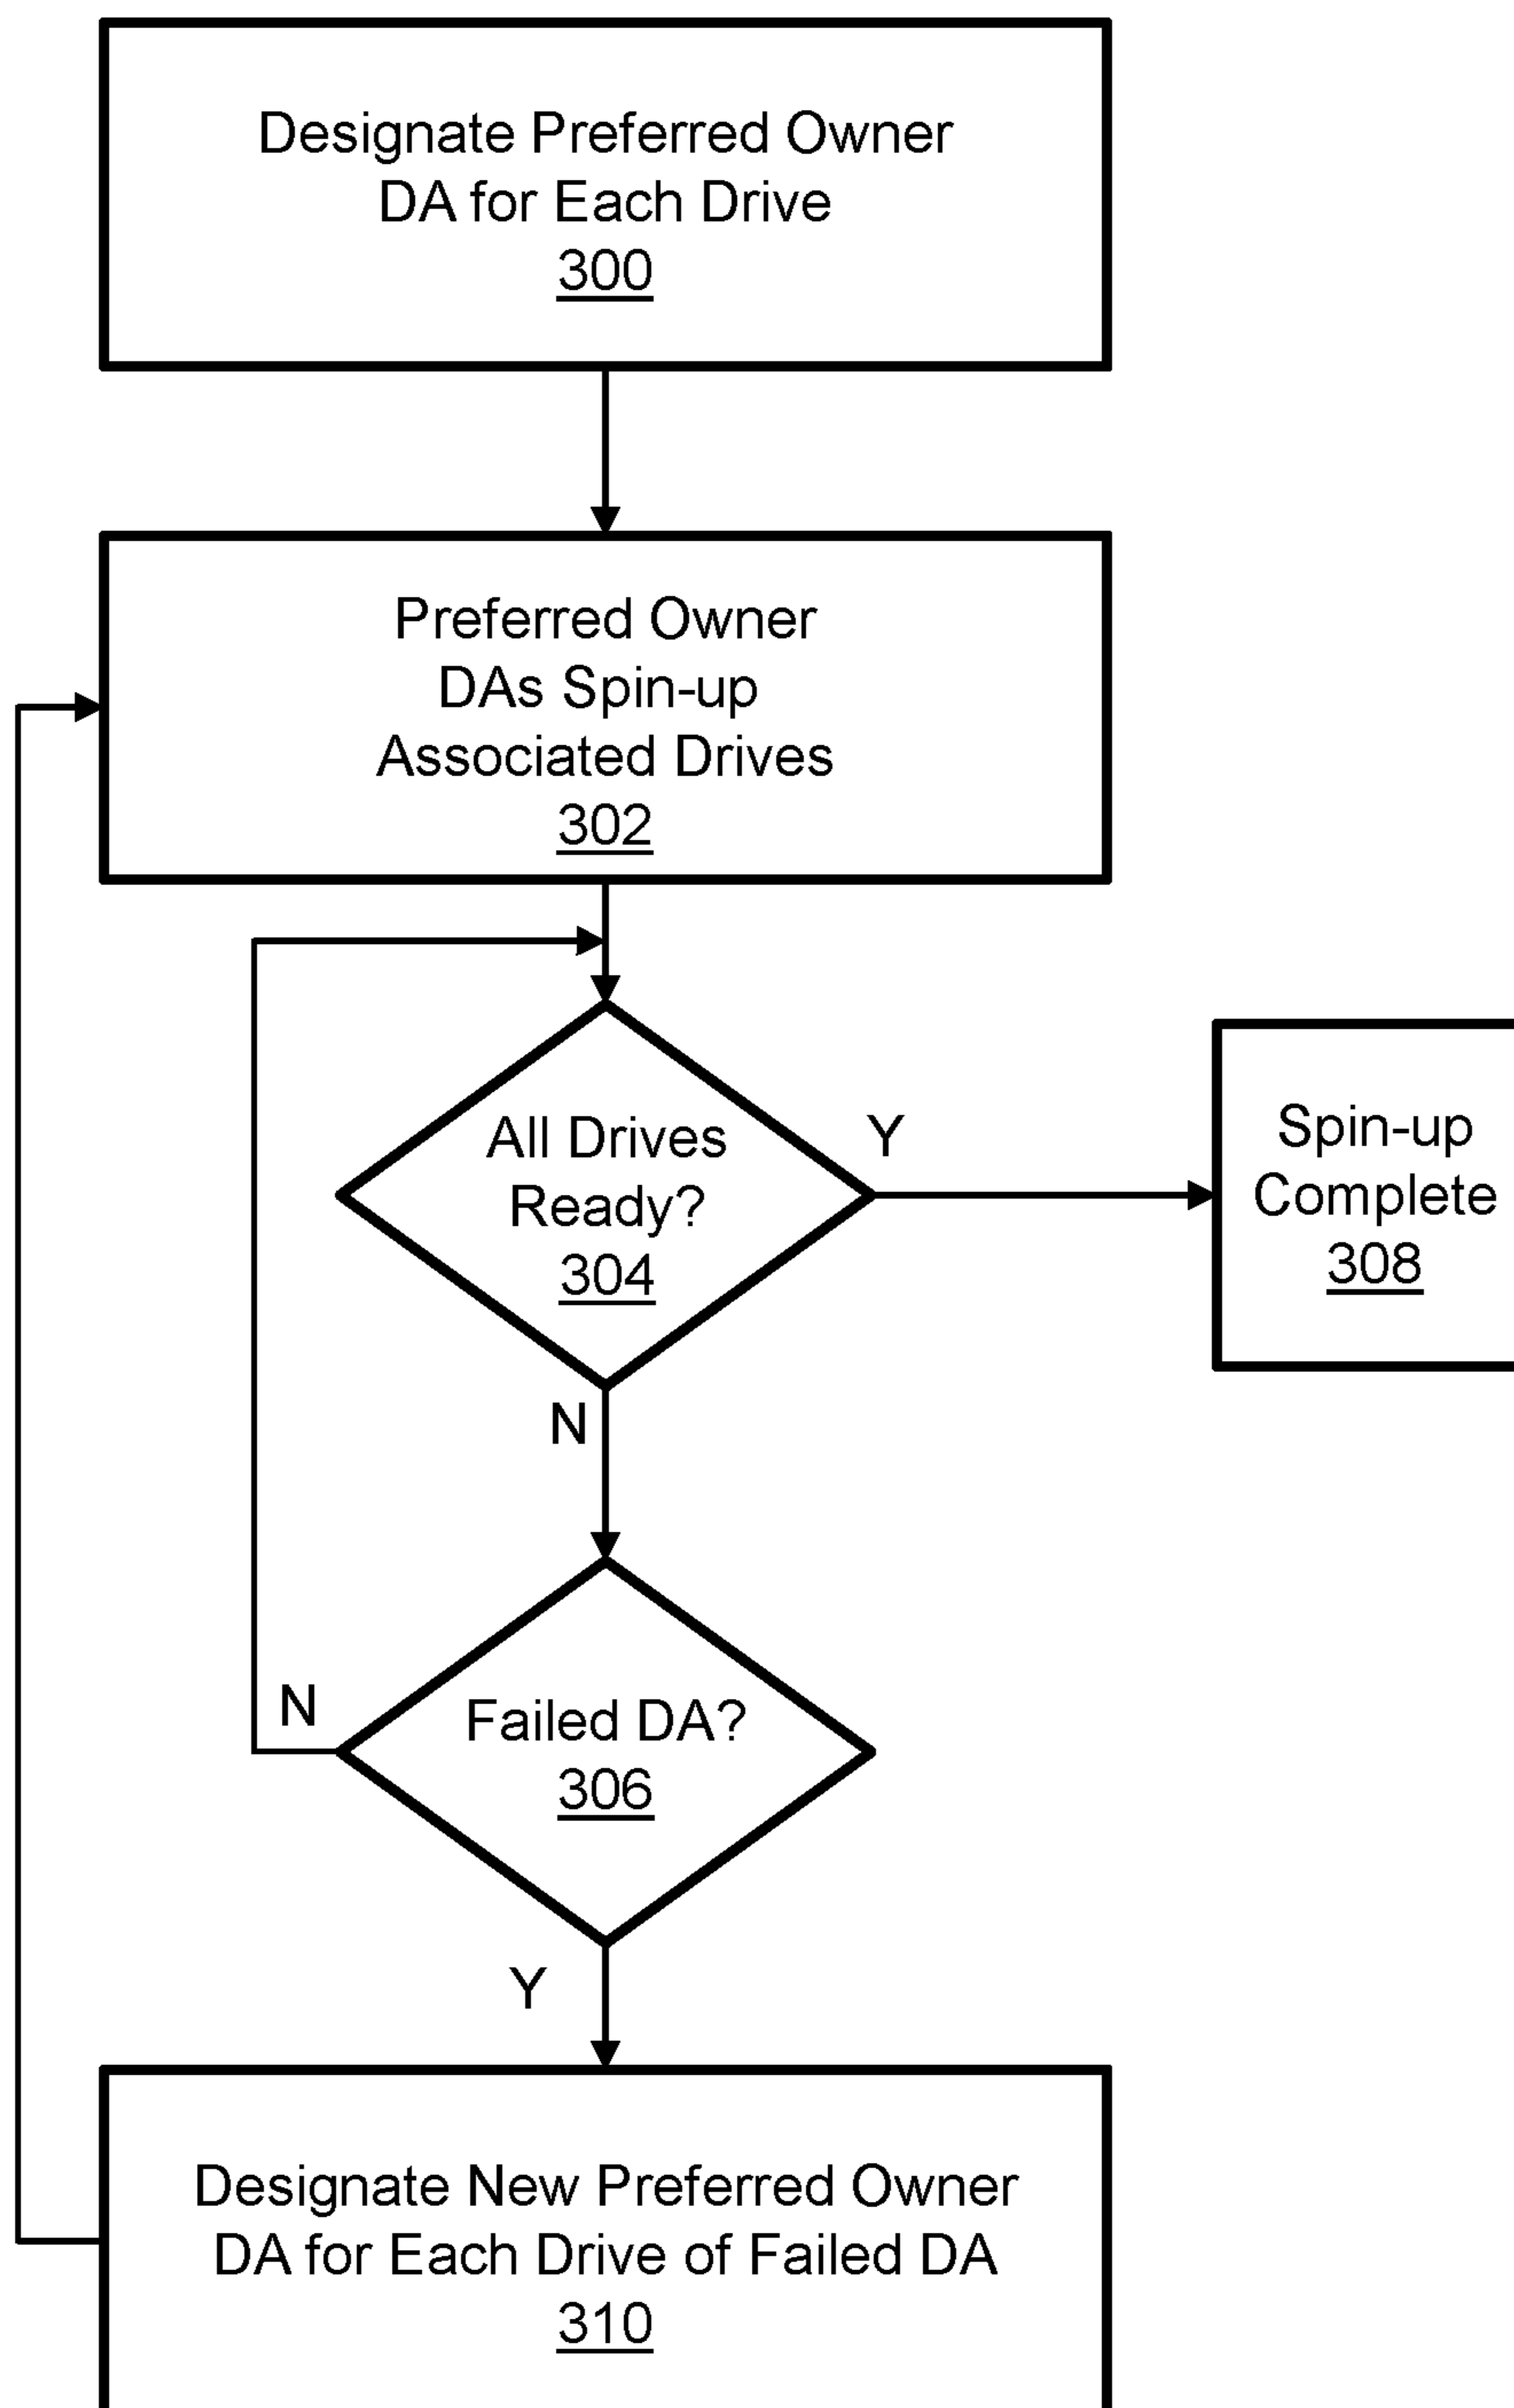 Designate Preferred Owner
DA for Each Drive
300
Preferred Owner
DAs Spin-up
Associated Drives
302
All Drives
Ready?
304
Y
Spin-up
Complete
308
N
Failed DA?
306
N
Y
Designate New Preferred Owner
DA for Each Drive of Failed DA
310